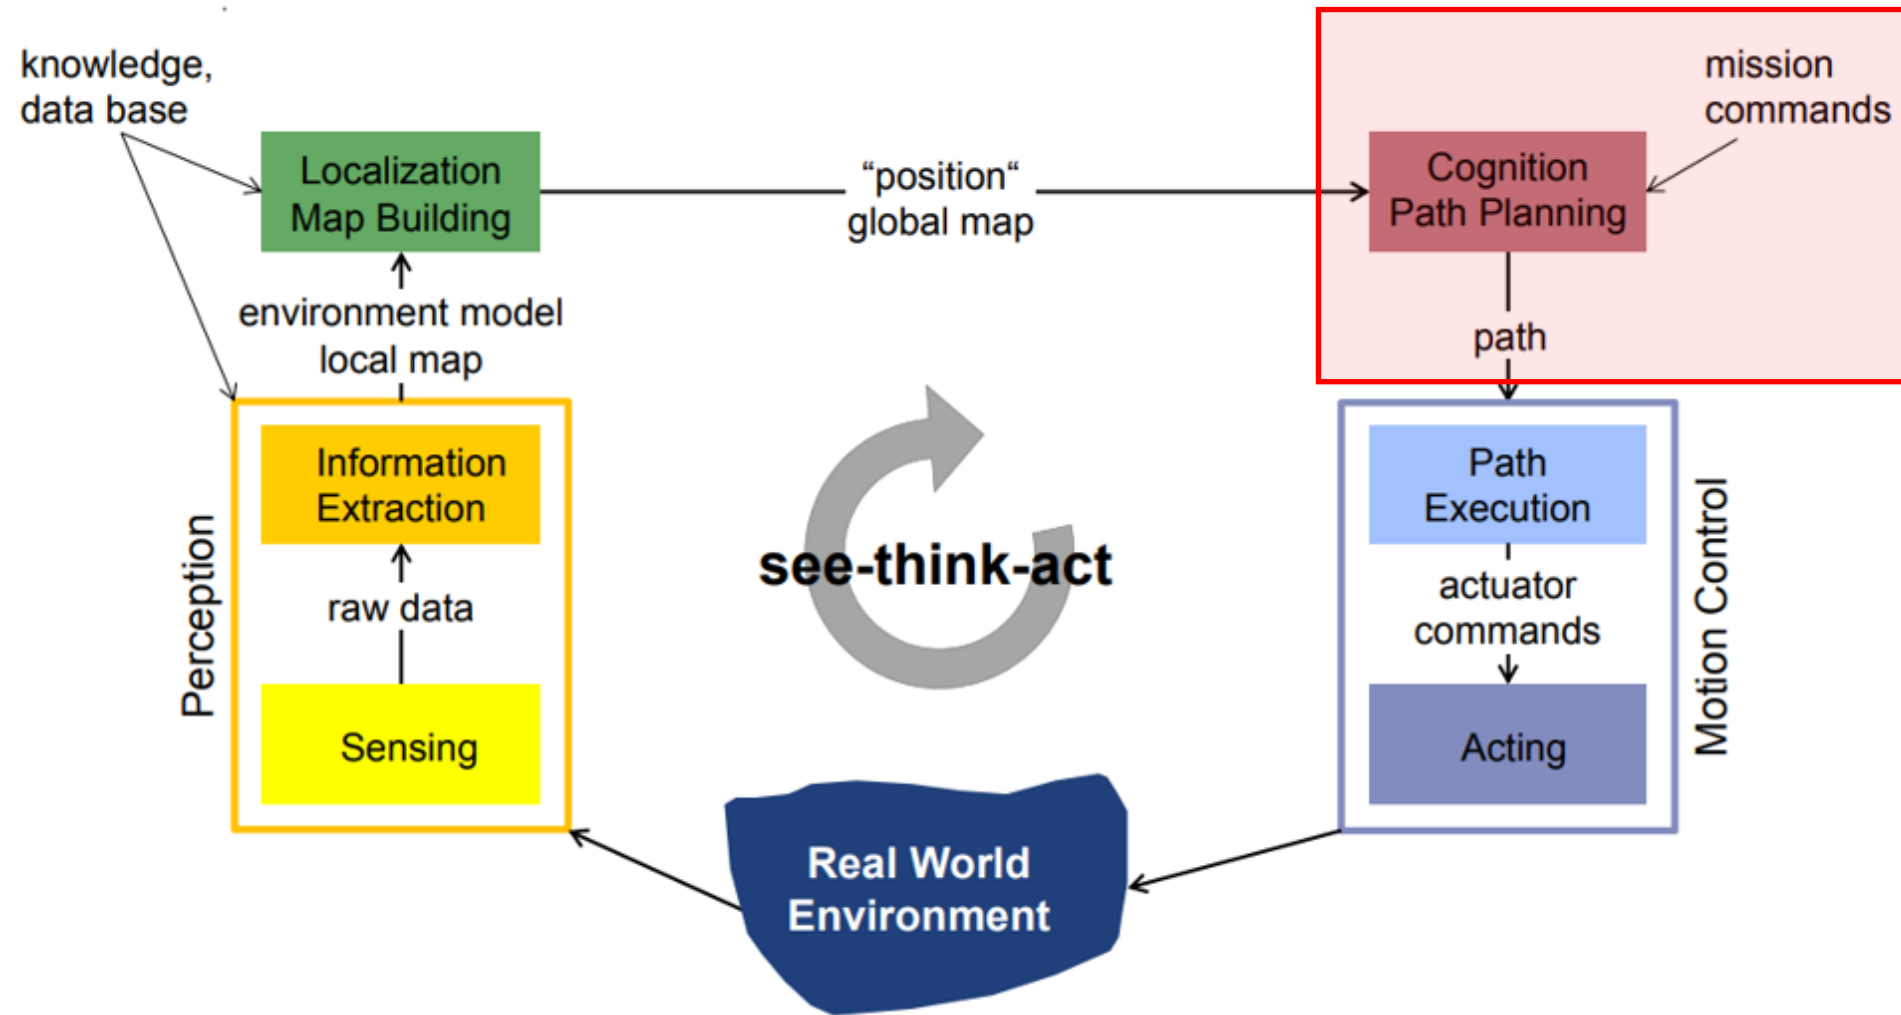 knowledge,
data base
Localization
Map Building
“position“
global map
mission
commands
Cognition
Path Planning
environment model
local map
path
Information
Extraction
raw data
Sensing
Perception
see-think-act
Path
Execution
actuator
commands
Acting
Motion Control
Real World
Environment